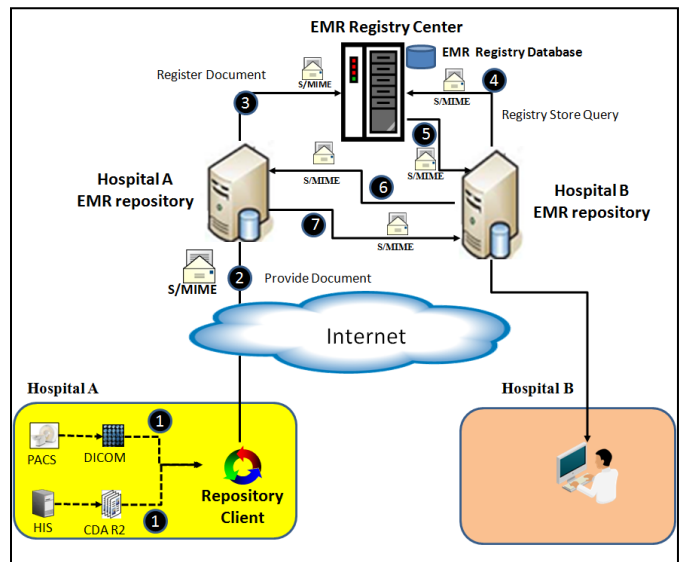 EMR Registry Center
EMR Registry Database
S/MIME
4
Register Document
S/MIME
3
Registry Store Query
5
S/MIME
6
S/MIME
Hospital A
EMR repository
Hospital B
EMR repository
7
S/MIME
2
Provide Document
S/MIME
Internet
Hospital A
Hospital B
1
PACS
DICOM
Repository
Client
HIS
CDA R2
1